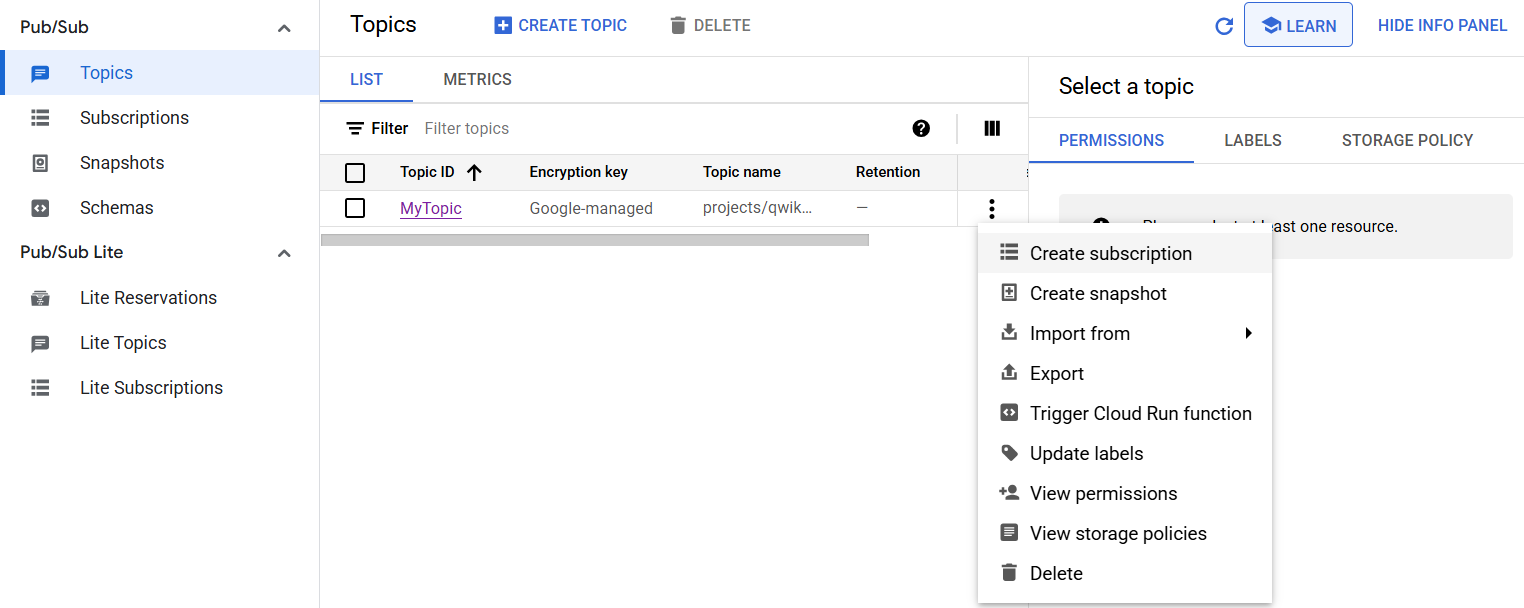 Pub/Sub
Topics
Subscriptions
Snapshots
Schemas
Pub/Sub Lite
Lite Reservations
Lite Topics
Lite Subscriptions
Topics CREATE TOPIC DELETE LEARN HIDE INFO PANEL
LIST METRICS
Filter Filter topics
Topic ID Encryption key Topic name Retention
MyTopic Google-managed projects/qwik... –
Select a topic
PERMISSIONS LABELS STORAGE POLICY
least one resource.
Create subscription
Create snapshot
Import from
Export
Trigger Cloud Run function
Update labels
View permissions
View storage policies
Delete